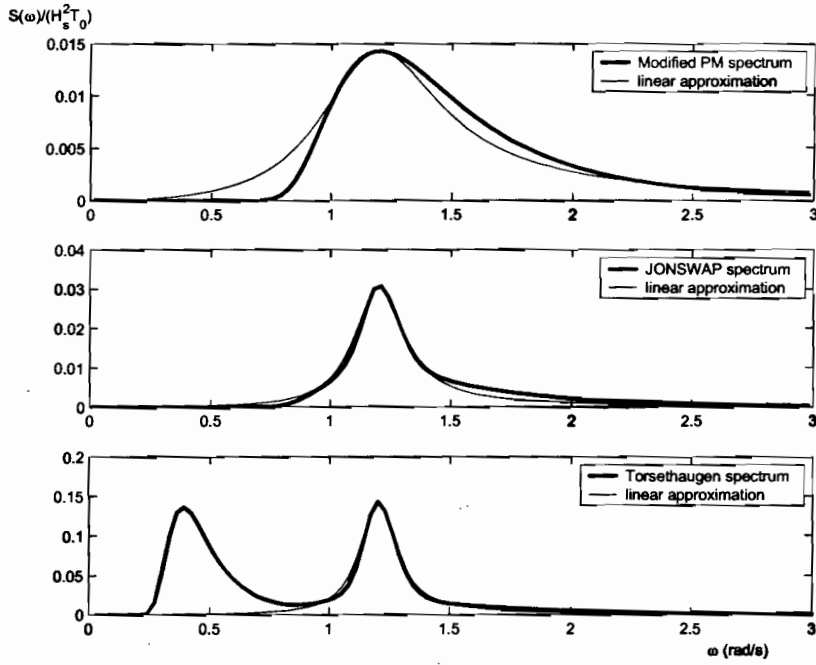 S(ω)/(H_s^2 T_0)
0.015
0.01
0.005
0
Modified PM spectrum
linear approximation
0 0.5 1 1.5 2 2.5 3
0.04
0.03
0.02
0.01
0
JONSWAP spectrum
linear approximation
0 0.5 1 1.5 2 2.5 3
0.2
0.15
0.1
0.05
0
Torsethaugen spectrum
linear approximation
0 0.5 1 1.5 2 2.5 3
ω (rad/s)